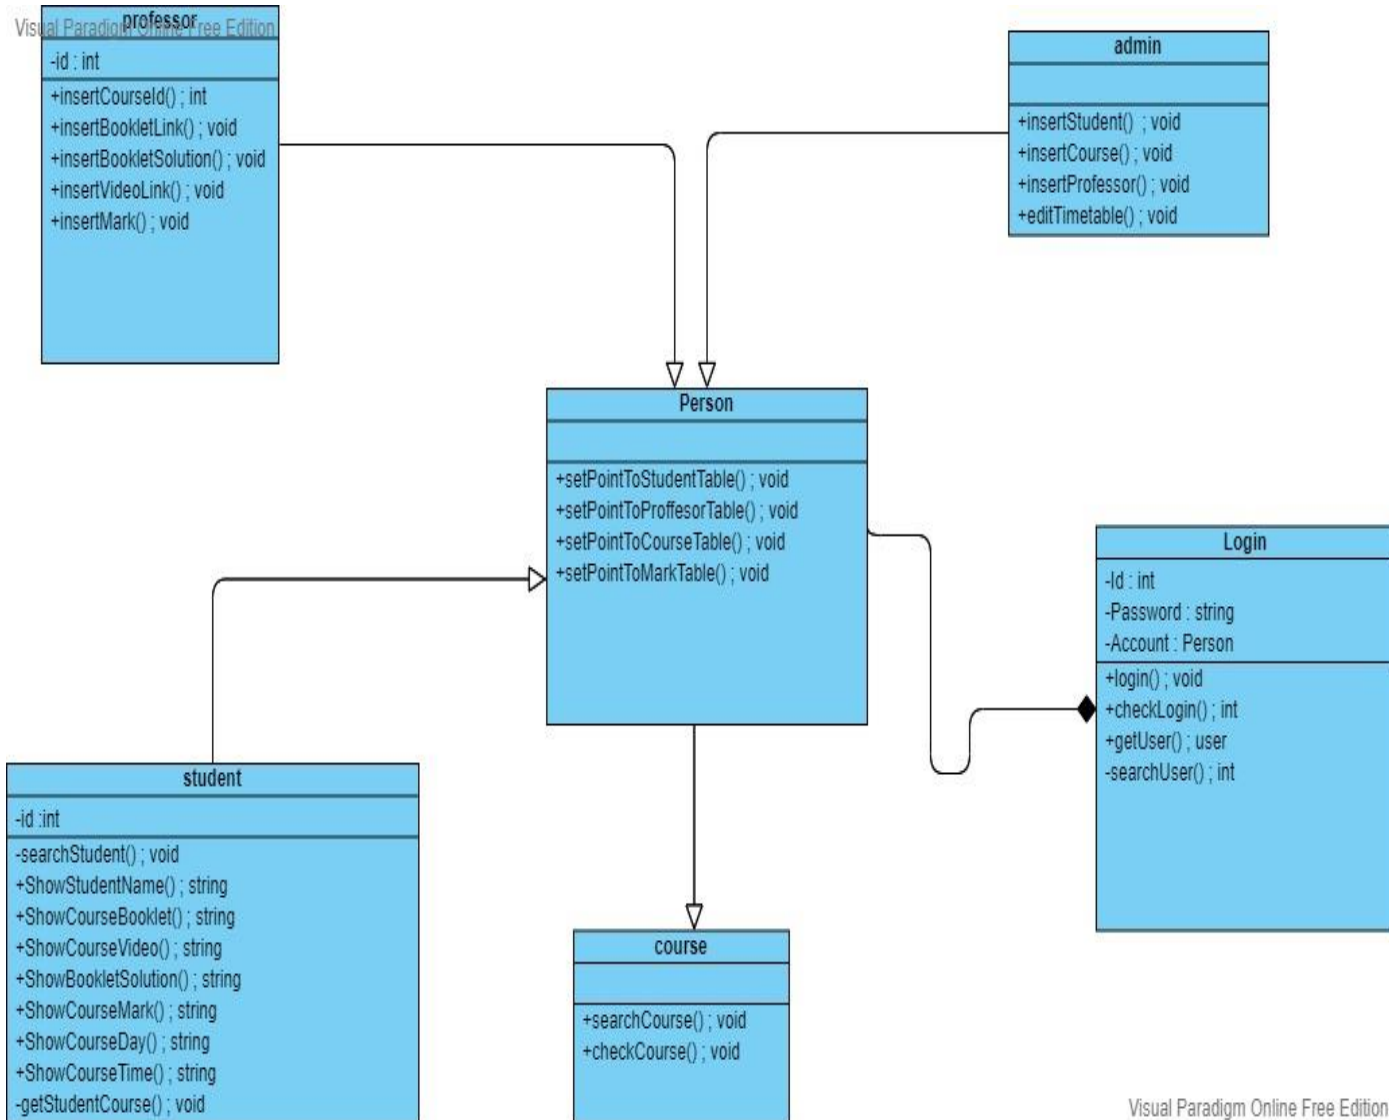 Visual Paradigm Online Free Edition
professor
-id : int
+insertCourseId() ; int
+insertBookletLink() ; void
+insertBookletSolution() ; void
+insertVideoLink() ; void
+insertMark() ; void
admin
+insertStudent()  ; void
+insertCourse() ; void
+insertProfessor() ; void
+editTimetable() ; void
Person
+setPointToStudentTable() ; void
+setPointToProffesorTable() ; void
+setPointToCourseTable() ; void
+setPointToMarkTable() ; void
Login
-Id : int
-Password : string
-Account : Person
+login() ; void
+checkLogin() ; int
+getUser() ; user
-searchUser() ; int
student
-id :int
-searchStudent() ; void
+ShowStudentName() ; string
+ShowCourseBooklet() ; string
+ShowCourseVideo() ; string
+ShowBookletSolution() ; string
+ShowCourseMark() ; string
+ShowCourseDay() ; string
+ShowCourseTime() ; string
-getStudentCourse() ; void
course
+searchCourse() ; void
+checkCourse() ; void
Visual Paradigm Online Free Edition